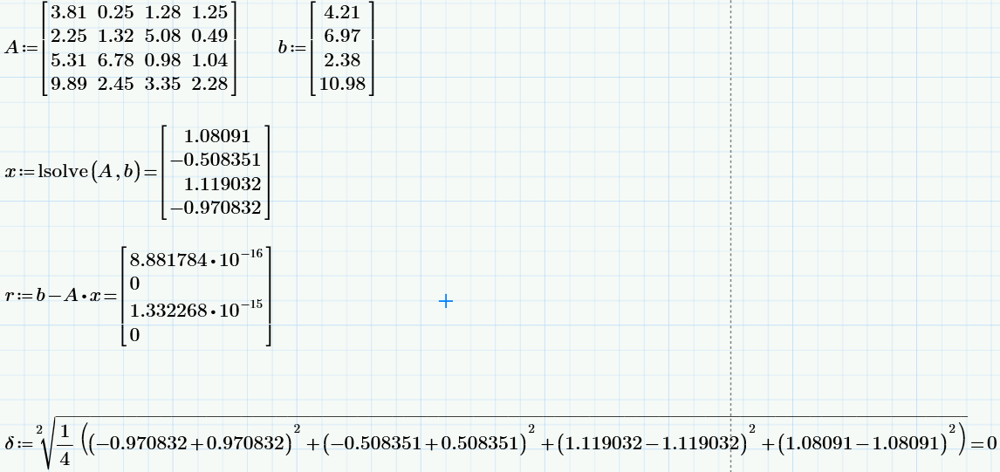 A:=[3.81 0.25 1.28 1.25
2.25 1.32 5.08 0.49
5.31 6.78 0.98 1.04
9.89 2.45 3.35 2.28]
b:=[4.21
6.97
2.38
10.98]
x:=lsolve(A,b)=[1.08091
−0.508351
1.119032
−0.970832]
r:=b−A•x=[8.881784•10⁻¹⁶
0
1.332268•10⁻¹⁵
0]
δ:=²√(1/4 ((−0.970832+0.970832)²+(−0.508351+0.508351)²+(1.119032−1.119032)²+(1.08091−1.08091)²))=0